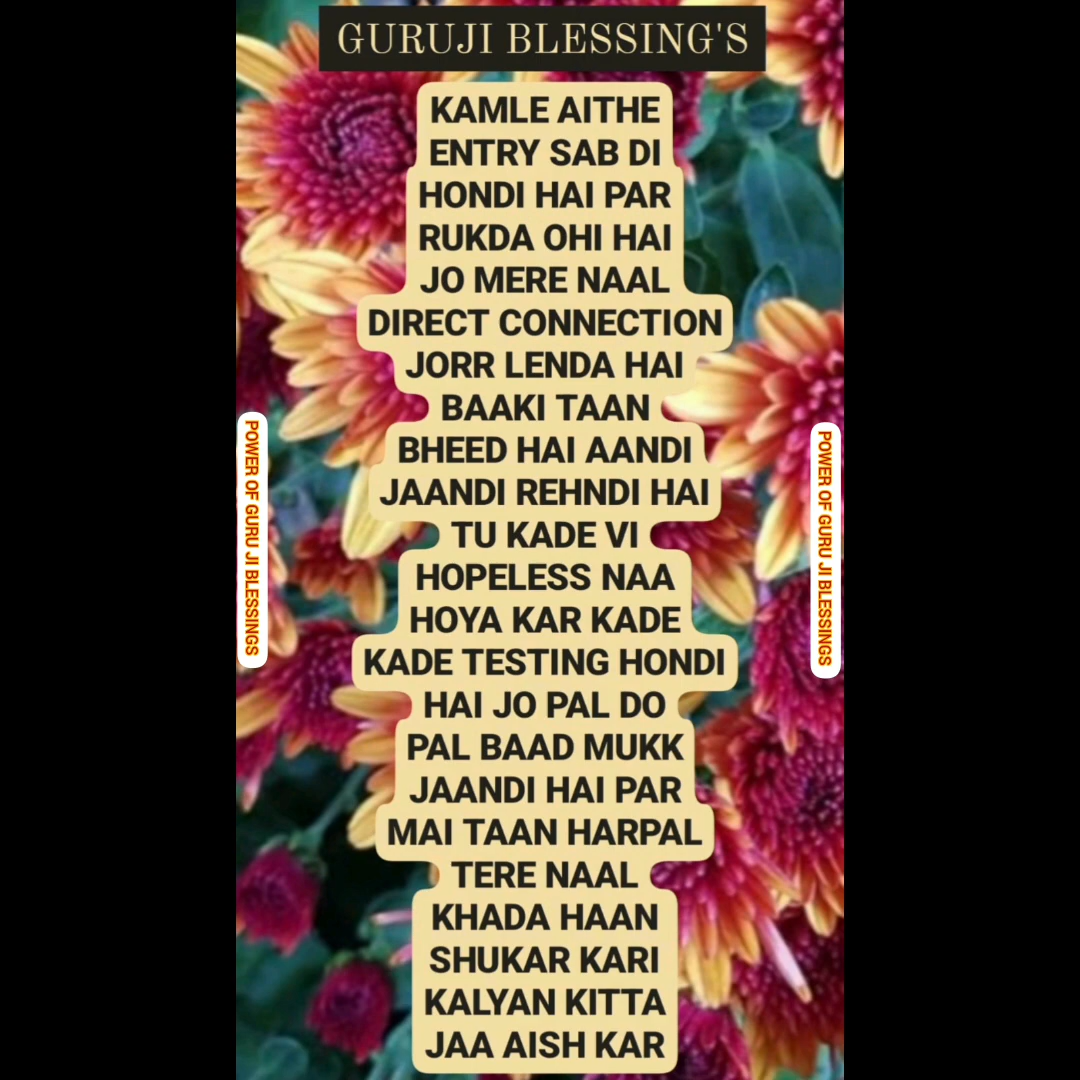 GURUJI BLESSING'S
KAMLE AITHE
ENTRY SAB DI
HONDI HAI PAR
RUKDA OHI HAI
JO MERE NAAL
DIRECT CONNECTION
JORR LENDA HAI
BAAKI TAAN
BHEED HAI AANDI
JAANDI REHNDI HAI
TU KADE VI
HOPELESS NAA
HOYA KAR KADE
KADE TESTING HONDI
HAI JO PAL DO
PAL BAAD MUKK
JAANDI HAI PAR
MAI TAAN HARPAL
TERE NAAL
KHADA HAAN
SHUKAR KARI
KALYAN KITTA
JAA AISH KAR
POWER OF GURU JI BLESSINGS
POWER OF GURU JI BLESSINGS